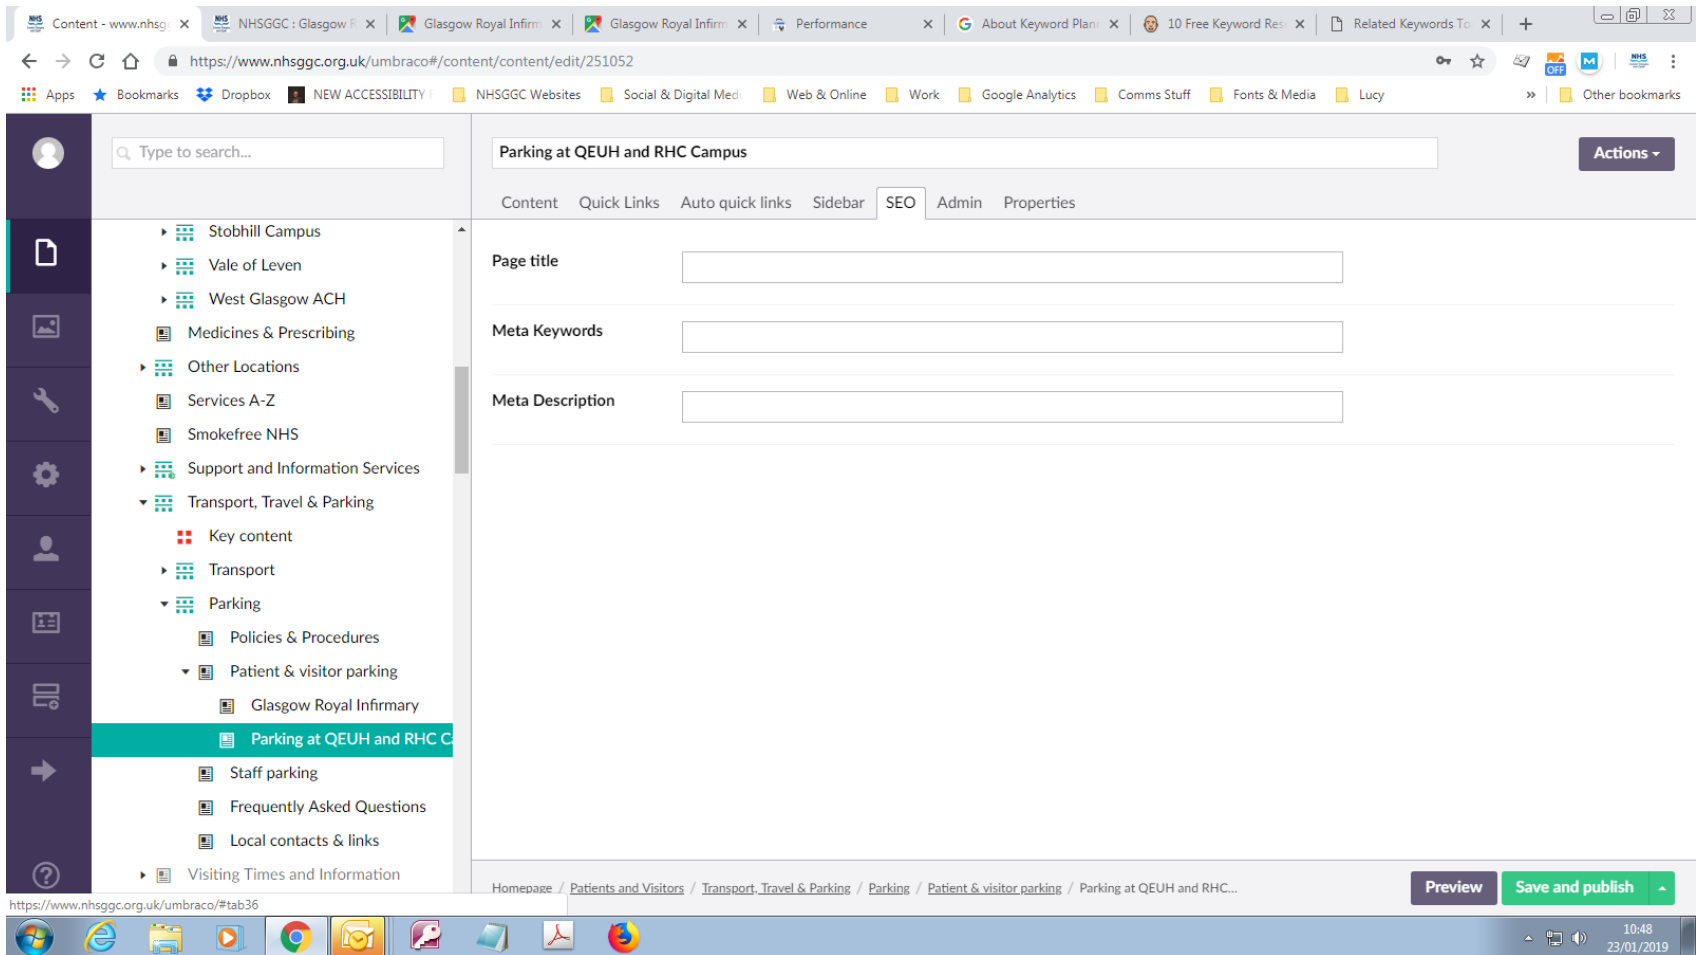 Content - www.nhsg
NHSGGC : Glasgow R
Glasgow Royal Infirm
Glasgow Royal Infirm
Performance
About Keyword Plan
10 Free Keyword Res
Related Keywords To
https://www.nhsggc.org.uk/umbraco#/content/content/edit/251052
OFF
M
NHS
Apps
Bookmarks
Dropbox
NEW ACCESSIBILITY
NHSGGC Websites
Social & Digital Med
Web & Online
Work
Google Analytics
Comms Stuff
Fonts & Media
Lucy
»
Other bookmarks
Type to search...
Parking at QEUH and RHC Campus
Actions
Content
Quick Links
Auto quick links
Sidebar
SEO
Admin
Properties
Stobhill Campus
Vale of Leven
West Glasgow ACH
Medicines & Prescribing
Other Locations
Services A-Z
Smokefree NHS
Support and Information Services
Transport, Travel & Parking
Key content
Transport
Parking
Policies & Procedures
Patient & visitor parking
Glasgow Royal Infirmary
Parking at QEUH and RHC C
Staff parking
Frequently Asked Questions
Local contacts & links
Visiting Times and Information
Page title
Meta Keywords
Meta Description
Homepage / Patients and Visitors / Transport, Travel & Parking / Parking / Patient & visitor parking / Parking at QEUH and RHC...
Preview
Save and publish
https://www.nhsggc.org.uk/umbraco/#tab36
10:48
23/01/2019